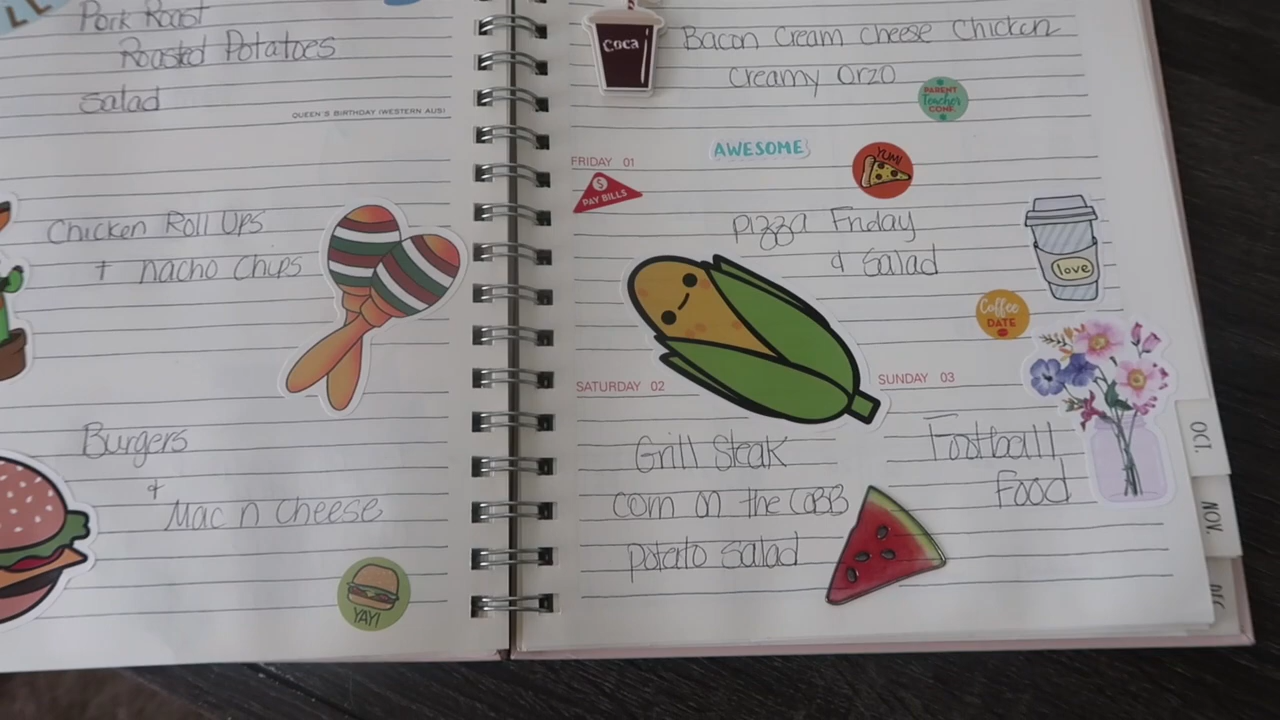 Pork Roast
Roasted Potatoes
Salad
QUEEN'S BIRTHDAY (WESTERN AUS)
Chicken Roll Ups
+ nacho chips
Burgers
&
Mac n cheese
YAY!
Coca
Bacon Cream Cheese Chicken
Creamy Orzo
PARENT
Teacher
CONF.
AWESOME
FRIDAY 01
YUM!
$
PAY BILLS
Pizza Friday
& Salad
love
Coffee
DATE
SATURDAY 02
SUNDAY 03
Grill Steak
corn on the COBB
potato salad
Football
Food
OCT.
NOV.